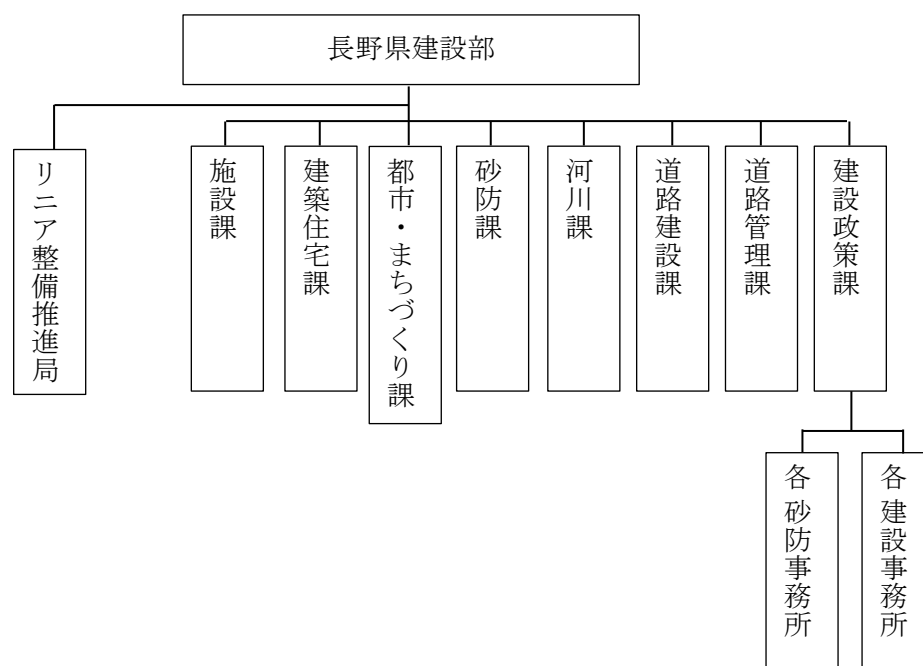 長野県建設部
建設政策課
道路管理課
道路建設課
河川課
砂防課
都市・まちづくり課
建築住宅課
施設課
リニア整備推進局
各建設事務所
各砂防事務所